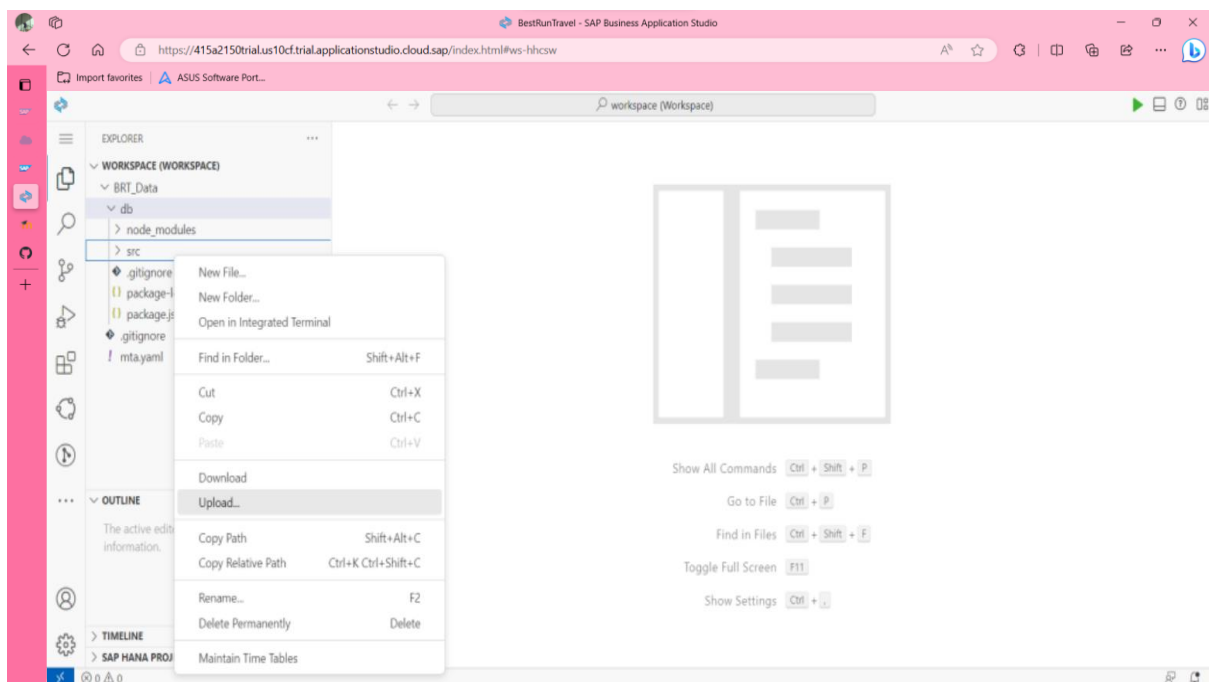 BestRunTravel - SAP Business Application Studio
https://415a2150trial.us10cf.trial.applicationstudio.cloud.sap/index.html#ws-hhcsw
Import favorites
ASUS Software Port...
workspace (Workspace)
EXPLORER
WORKSPACE (WORKSPACE)
BRT_Data
db
node_modules
src
.gitignore
package-l
package.js
.gitignore
mta.yaml
New File...
New Folder...
Open in Integrated Terminal
Find in Folder... Shift+Alt+F
Cut Ctrl+X
Copy Ctrl+C
Paste Ctrl+V
Download
Upload...
Copy Path Shift+Alt+C
Copy Relative Path Ctrl+K Ctrl+Shift+C
Rename... F2
Delete Permanently Delete
Maintain Time Tables
OUTLINE
The active edit
information.
TIMELINE
SAP HANA PROJ
0 0
Show All Commands Ctrl + Shift + P
Go to File Ctrl + P
Find in Files Ctrl + Shift + F
Toggle Full Screen F11
Show Settings Ctrl + ,